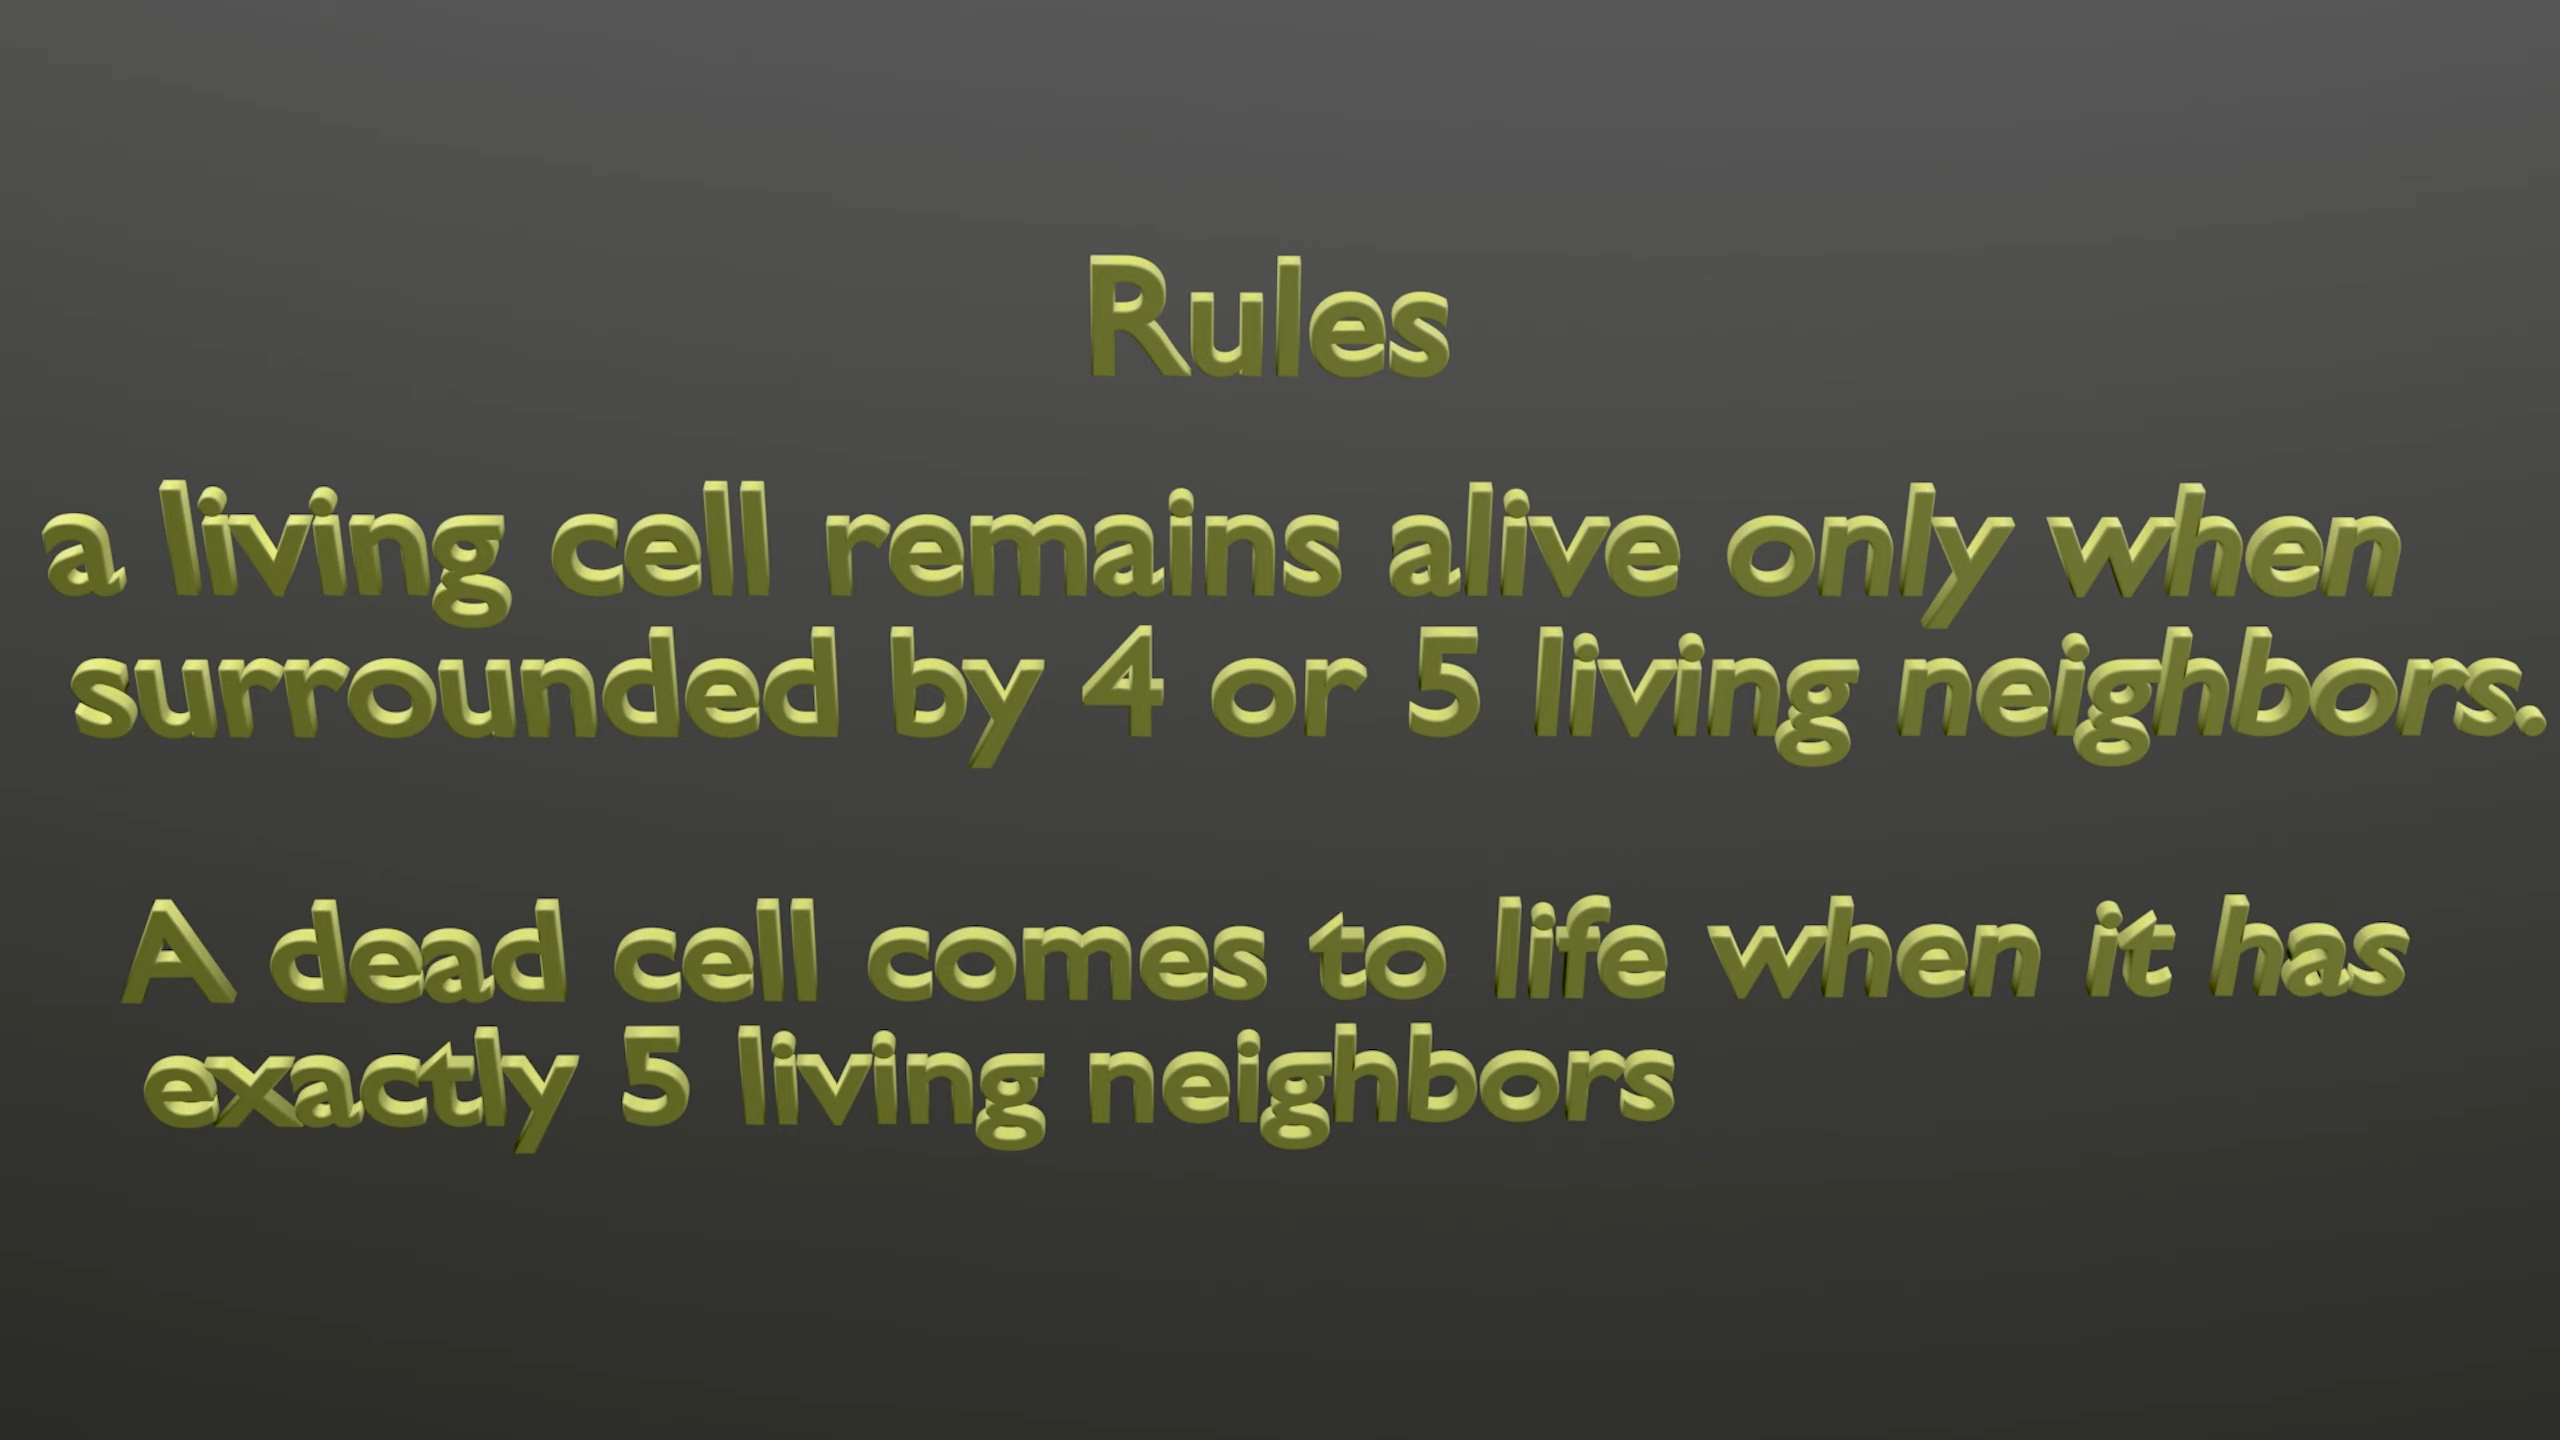 Rules
a living cell remains alive only when
surrounded by 4 or 5 living neighbors.
A dead cell comes to life when it has
exactly 5 living neighbors